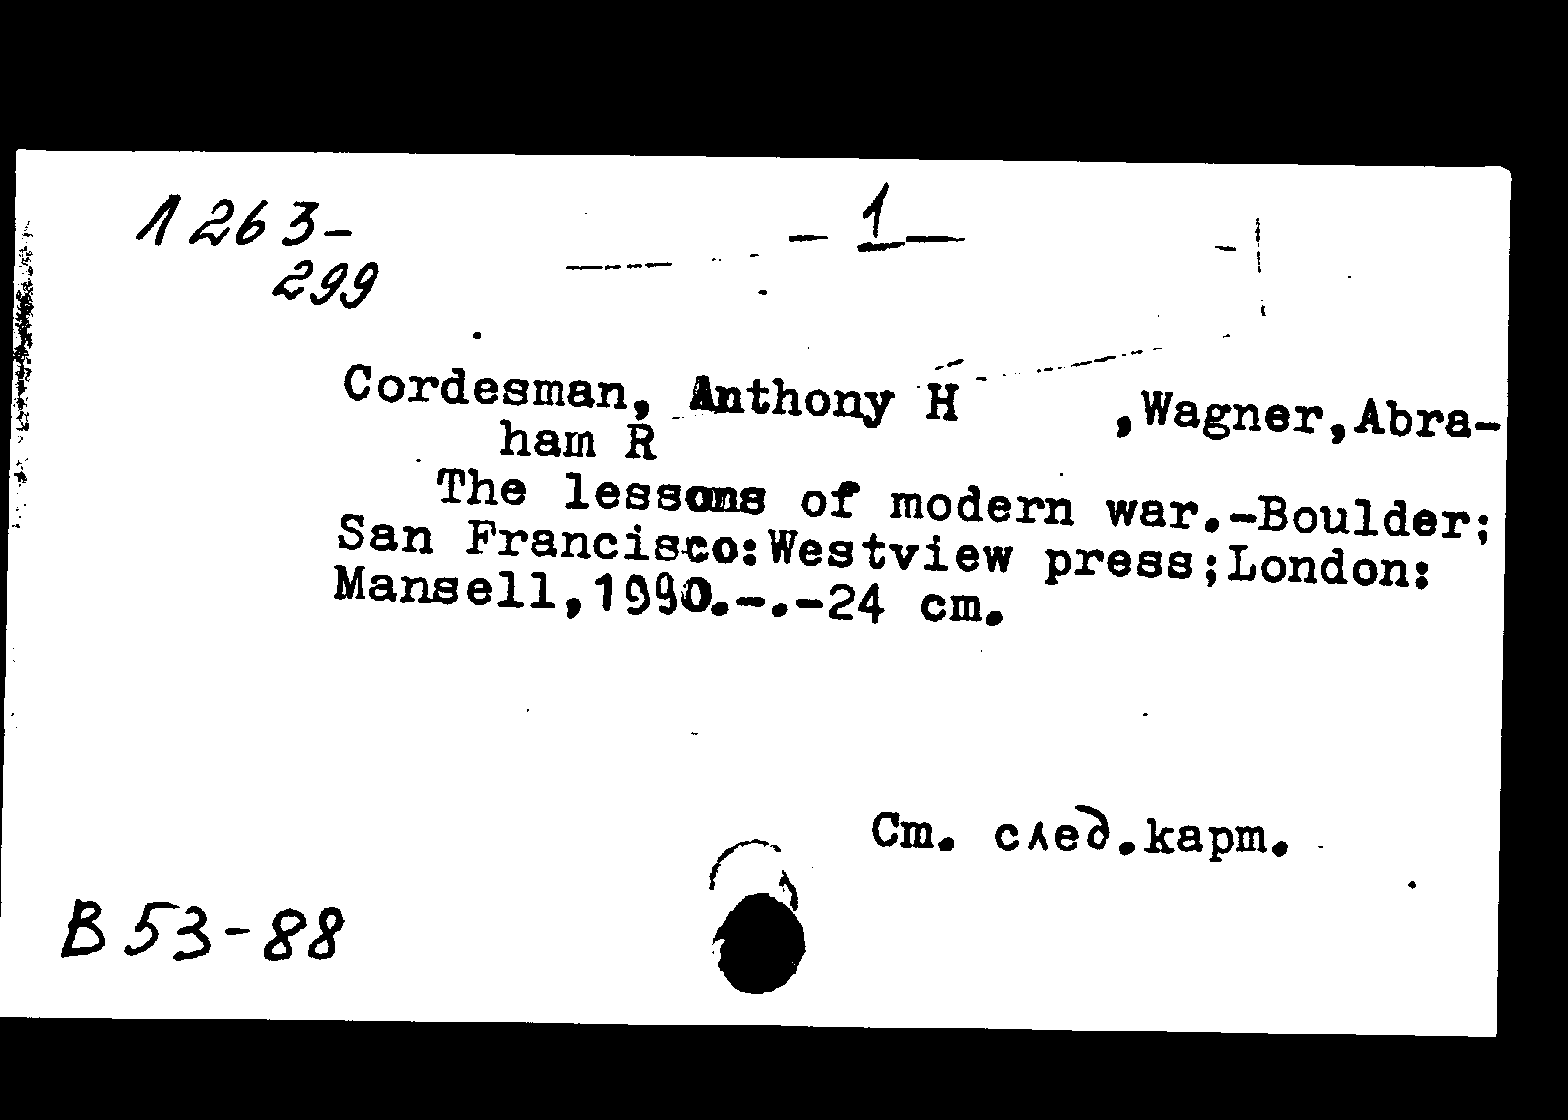 Л 263-
299
- 1 -
Cordesman, Anthony H ,Wagner,Abra-
ham R
The lessons of modern war.-Boulder;
San Francisco:Westview press;London:
Mansell,1990.-.-24 cm.
См. след.карт.
В 53-88